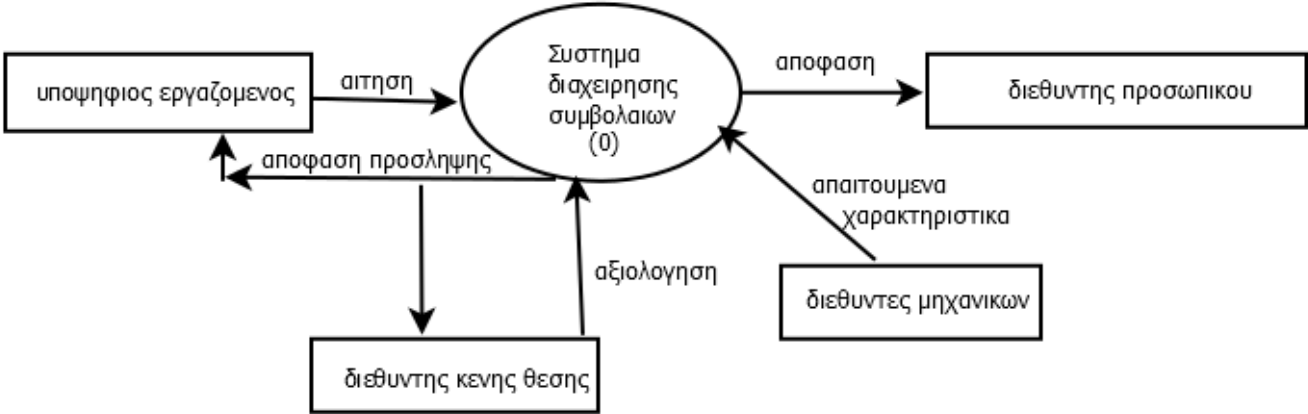 υποψηφιος εργαζομενος
αιτηση
Συστημα
διαχειρησης
συμβολαιων
(0)
αποφαση
διεθυντης προσωπικου
αποφαση προσληψης
απαιτουμενα
χαρακτηριστικα
αξιολογηση
διεθυντες μηχανικων
διεθυντης κενης θεσης